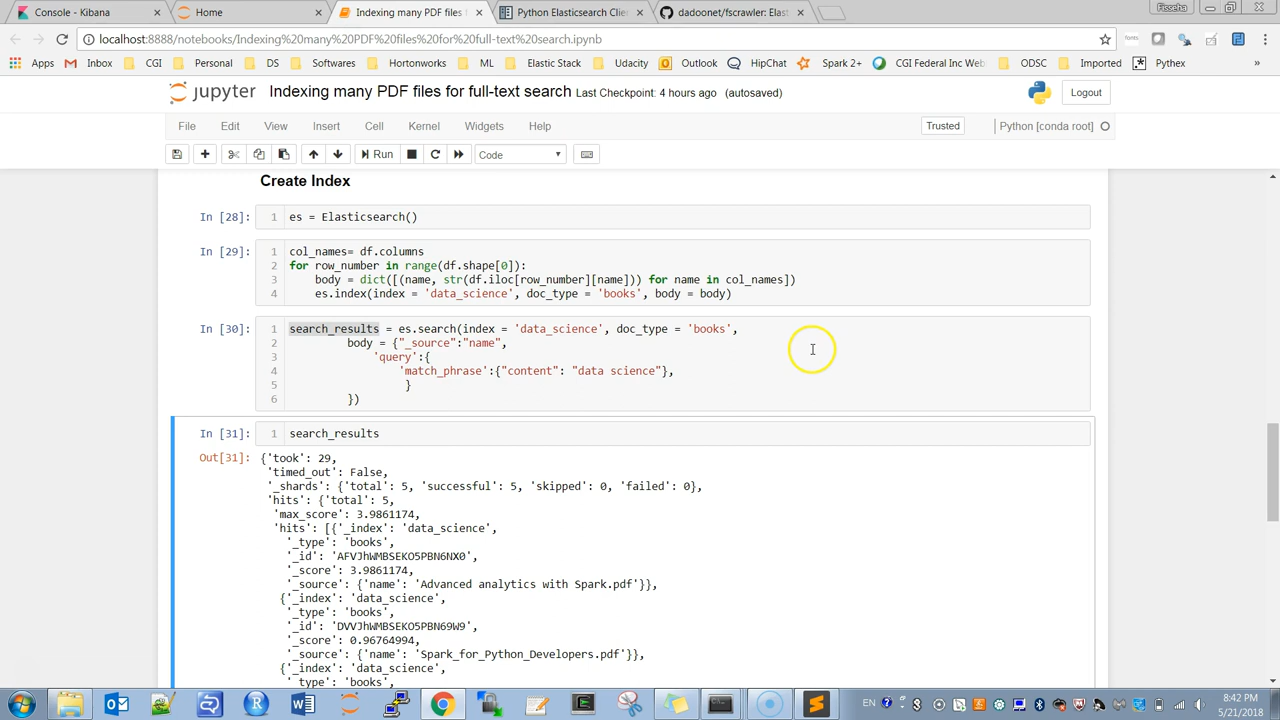 Console - Kibana
Home
Indexing many PDF files
Python Elasticsearch Clie
dadoonet/fscrawler: Elast
Fisseha
localhost:8888/notebooks/Indexing%20many%20PDF%20files%20for%20full-text%20search.ipynb
Apps
Inbox
CGI
Personal
DS
Softwares
Hortonworks
ML
Elastic Stack
Udacity
Outlook
HipChat
Spark 2+
CGI Federal Inc Web
ODSC
Imported
Pythex
»
jupyter
Indexing many PDF files for full-text search Last Checkpoint: 4 hours ago (autosaved)
Logout
File Edit View Insert Cell Kernel Widgets Help
Trusted
Python [conda root]
Run
Code
Create Index
In [28]:
1 es = Elasticsearch()
In [29]:
1 col_names= df.columns
2 for row_number in range(df.shape[0]):
3 body = dict([(name, str(df.iloc[row_number][name])) for name in col_names])
4 es.index(index = 'data_science', doc_type = 'books', body = body)
In [30]:
1 search_results = es.search(index = 'data_science', doc_type = 'books',
2 body = {"_source":"name",
3 'query':{
4 'match_phrase':{"content": "data science"},
5 }
6 })
In [31]:
1 search_results
Out[31]:
{'took': 29,
'timed_out': False,
'_shards': {'total': 5, 'successful': 5, 'skipped': 0, 'failed': 0},
'hits': {'total': 5,
'max_score': 3.9861174,
'hits': [{'_index': 'data_science',
'_type': 'books',
'_id': 'AFVJhWMBSEKO5PBN6NX0',
'_score': 3.9861174,
'_source': {'name': 'Advanced analytics with Spark.pdf'}},
{'_index': 'data_science',
'_type': 'books',
'_id': 'DVVJhWMBSEKO5PBN69W9',
'_score': 0.96764994,
'_source': {'name': 'Spark_for_Python_Developers.pdf'}},
{'_index': 'data_science',
'_type': 'books',
EN
8:42 PM
5/21/2018